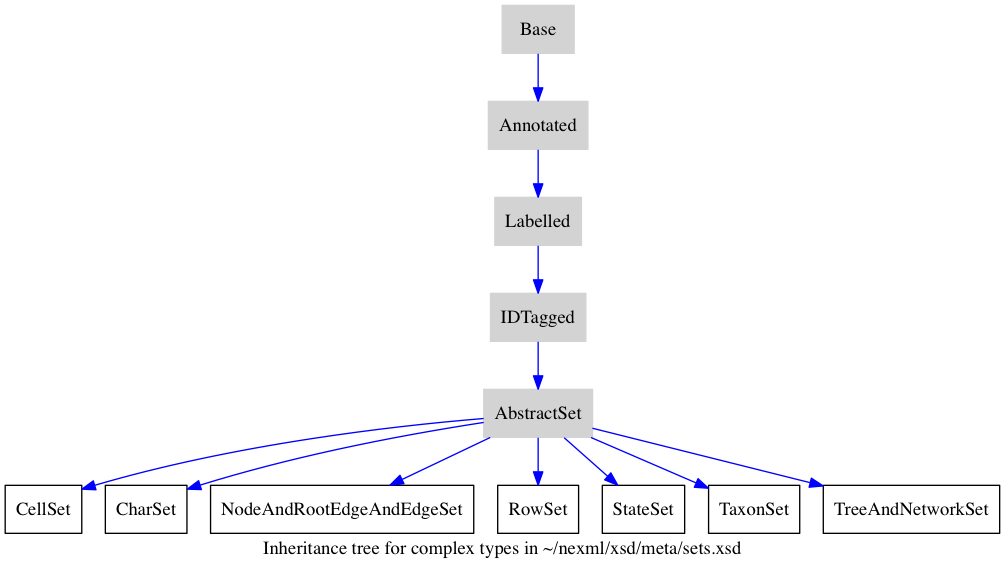 Base
Annotated
Labelled
IDTagged
AbstractSet
CellSet
CharSet
NodeAndRootEdgeAndEdgeSet
RowSet
StateSet
TaxonSet
TreeAndNetworkSet
Inheritance tree for complex types in ~/nexml/xsd/meta/sets.xsd